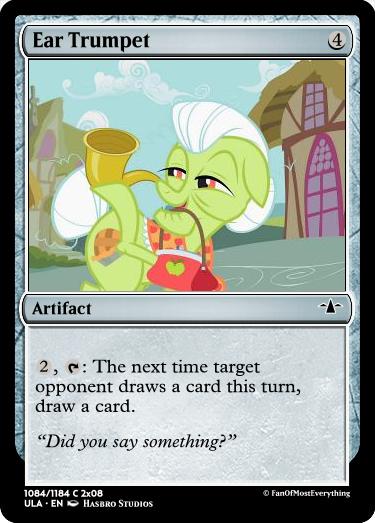 Ear Trumpet 4
Artifact
2, : The next time target
opponent draws a card this turn,
draw a card.
“Did you say something?”
1084/1184 C 2x08
ULA • EN Hasbro Studios
© FanOfMostEverything